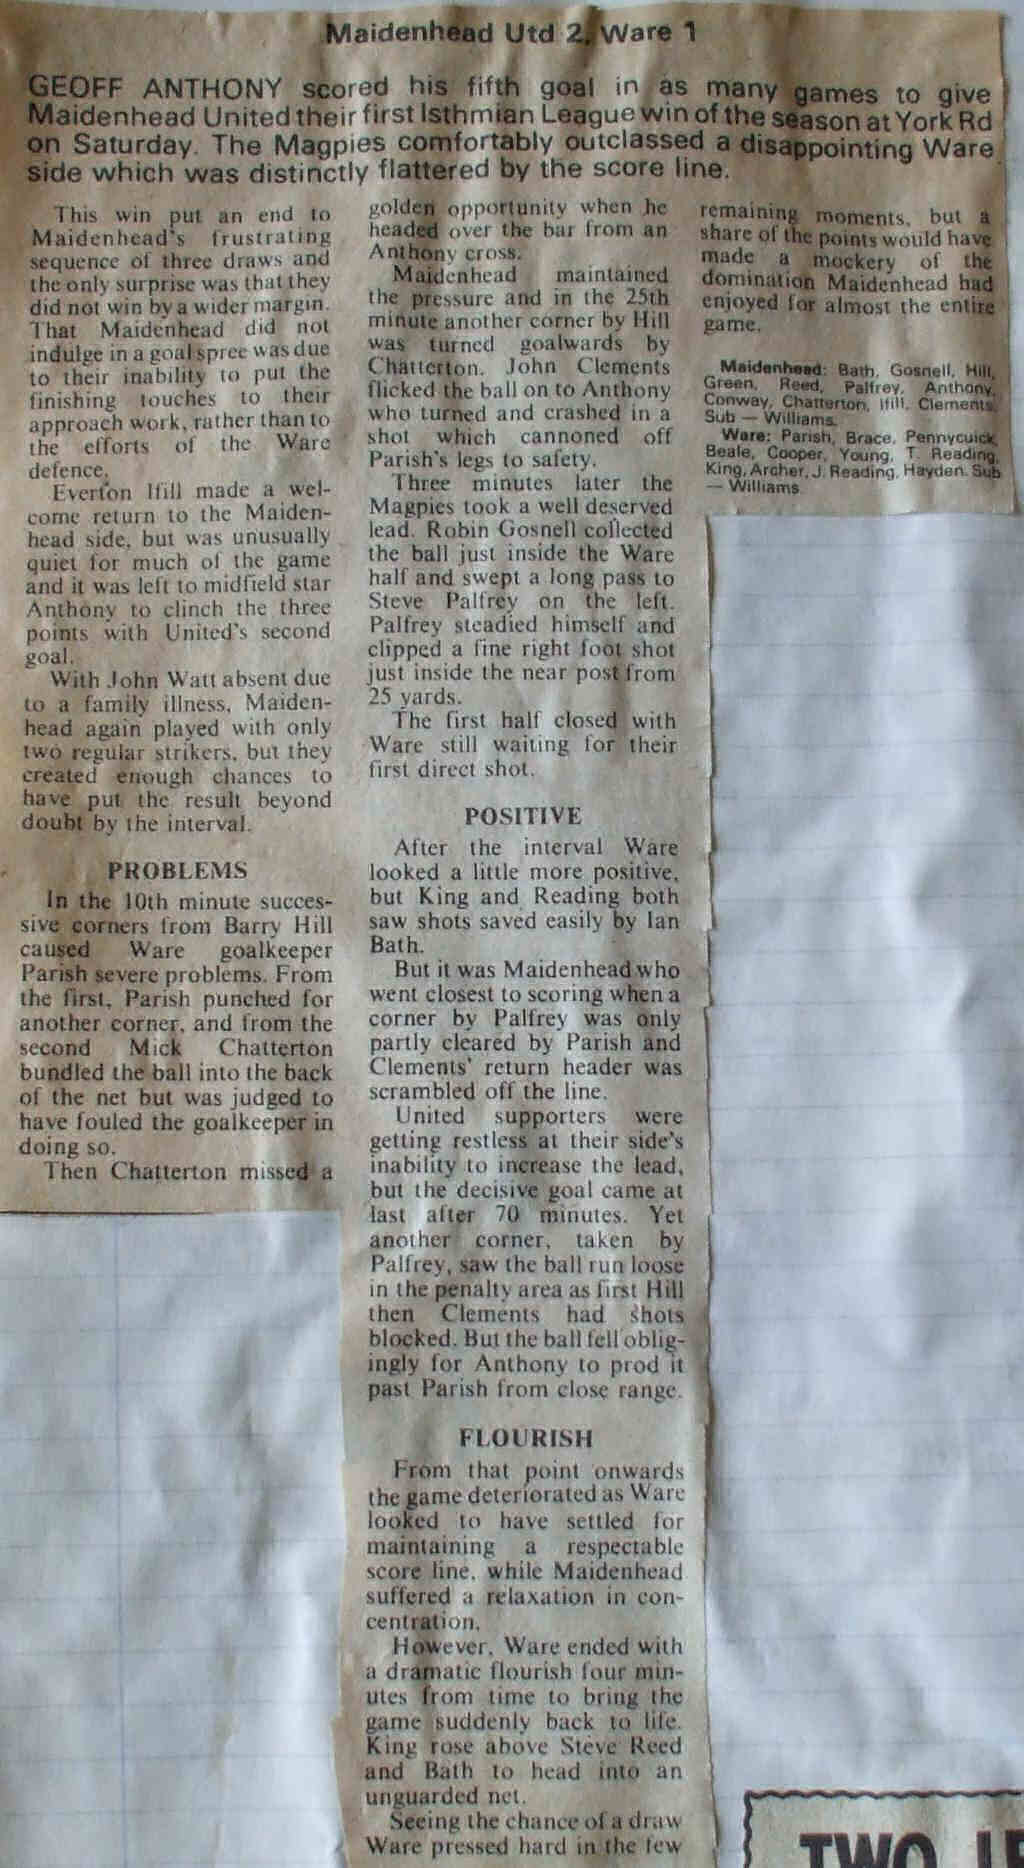 Maidenhead Utd 2, Ware 1
GEOFF ANTHONY scored his fifth goal in as many games to give
Maidenhead United their first Isthmian League win of the season at York Rd
on Saturday. The Magpies comfortably outclassed a disappointing Ware
side which was distinctly flattered by the score line.
This win put an end to
Maidenhead's frustrating
sequence of three draws and
the only surprise was that they
did not win by a wider margin.
That Maidenhead did not
indulge in a goal spree was due
to their inability to put the
finishing touches to their
approach work, rather than to
the efforts of the Ware
defence.
Everton Ifill made a wel-
come return to the Maiden-
head side, but was unusually
quiet for much of the game
and it was left to midfield star
Anthony to clinch the three
points with United's second
goal.
With John Watt absent due
to a family illness, Maiden-
head again played with only
two regular strikers, but they
created enough chances to
have put the result beyond
doubt by the interval.
PROBLEMS
In the 10th minute succes-
sive corners from Barry Hill
caused Ware goalkeeper
Parish severe problems. From
the first, Parish punched for
another corner, and from the
second Mick Chatterton
bundled the ball into the back
of the net but was judged to
have fouled the goalkeeper in
doing so.
Then Chatterton missed a
golden opportunity when he
headed over the bar from an
Anthony cross.
Maidenhead maintained
the pressure and in the 25th
minute another corner by Hill
was turned goalwards by
Chatterton. John Clements
flicked the ball on to Anthony
who turned and crashed in a
shot which cannoned off
Parish's legs to safety.
Three minutes later the
Magpies took a well deserved
lead. Robin Gosnell collected
the ball just inside the Ware
half and swept a long pass to
Steve Palfrey on the left.
Palfrey steadied himself and
clipped a fine right foot shot
just inside the near post from
25 yards.
The first half closed with
Ware still waiting for their
first direct shot.
POSITIVE
After the interval Ware
looked a little more positive,
but King and Reading both
saw shots saved easily by Ian
Bath.
But it was Maidenhead who
went closest to scoring when a
corner by Palfrey was only
partly cleared by Parish and
Clements' return header was
scrambled off the line.
United supporters were
getting restless at their side's
inability to increase the lead,
but the decisive goal came at
last after 70 minutes. Yet
another corner, taken by
Palfrey, saw the ball run loose
in the penalty area as first Hill
then Clements had shots
blocked. But the ball fell oblig-
ingly for Anthony to prod it
past Parish from close range.
FLOURISH
From that point onwards
the game deteriorated as Ware
looked to have settled for
maintaining a respectable
score line, while Maidenhead
suffered a relaxation in con-
centration.
However, Ware ended with
a dramatic flourish four min-
utes from time to bring the
game suddenly back to life.
King rose above Steve Reed
and Bath to head into an
unguarded net.
Seeing the chance of a draw
Ware pressed hard in the few
remaining moments, but a
share of the points would have
made a mockery of the
domination Maidenhead had
enjoyed for almost the entire
game.
Maidenhead: Bath, Gosnell, Hill,
Green, Reed, Palfrey, Anthony,
Conway, Chatterton, Ifill, Clements.
Sub — Williams.
Ware: Parish, Brace, Pennycuick,
Beale, Cooper, Young, T. Reading,
King, Archer, J. Reading, Hayden. Sub
— Williams
TWO